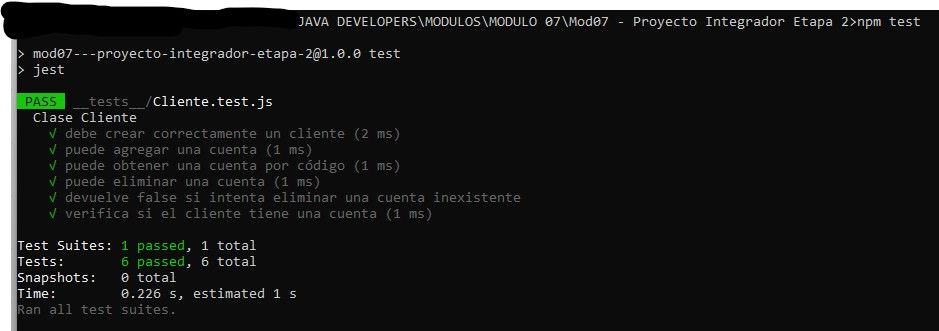 JAVA DEVELOPERS\MODULOS\MODULO 07\Mod07 - Proyecto Integrador Etapa 2>npm test
> mod07---proyecto-integrador-etapa-2@1.0.0 test
> jest
PASS __tests__/Cliente.test.js
Clase Cliente
√ debe crear correctamente un cliente (2 ms)
√ puede agregar una cuenta (1 ms)
√ puede obtener una cuenta por código (1 ms)
√ puede eliminar una cuenta (1 ms)
√ devuelve false si intenta eliminar una cuenta inexistente
√ verifica si el cliente tiene una cuenta (1 ms)
Test Suites: 1 passed, 1 total
Tests: 6 passed, 6 total
Snapshots: 0 total
Time: 0.226 s, estimated 1 s
Ran all test suites.